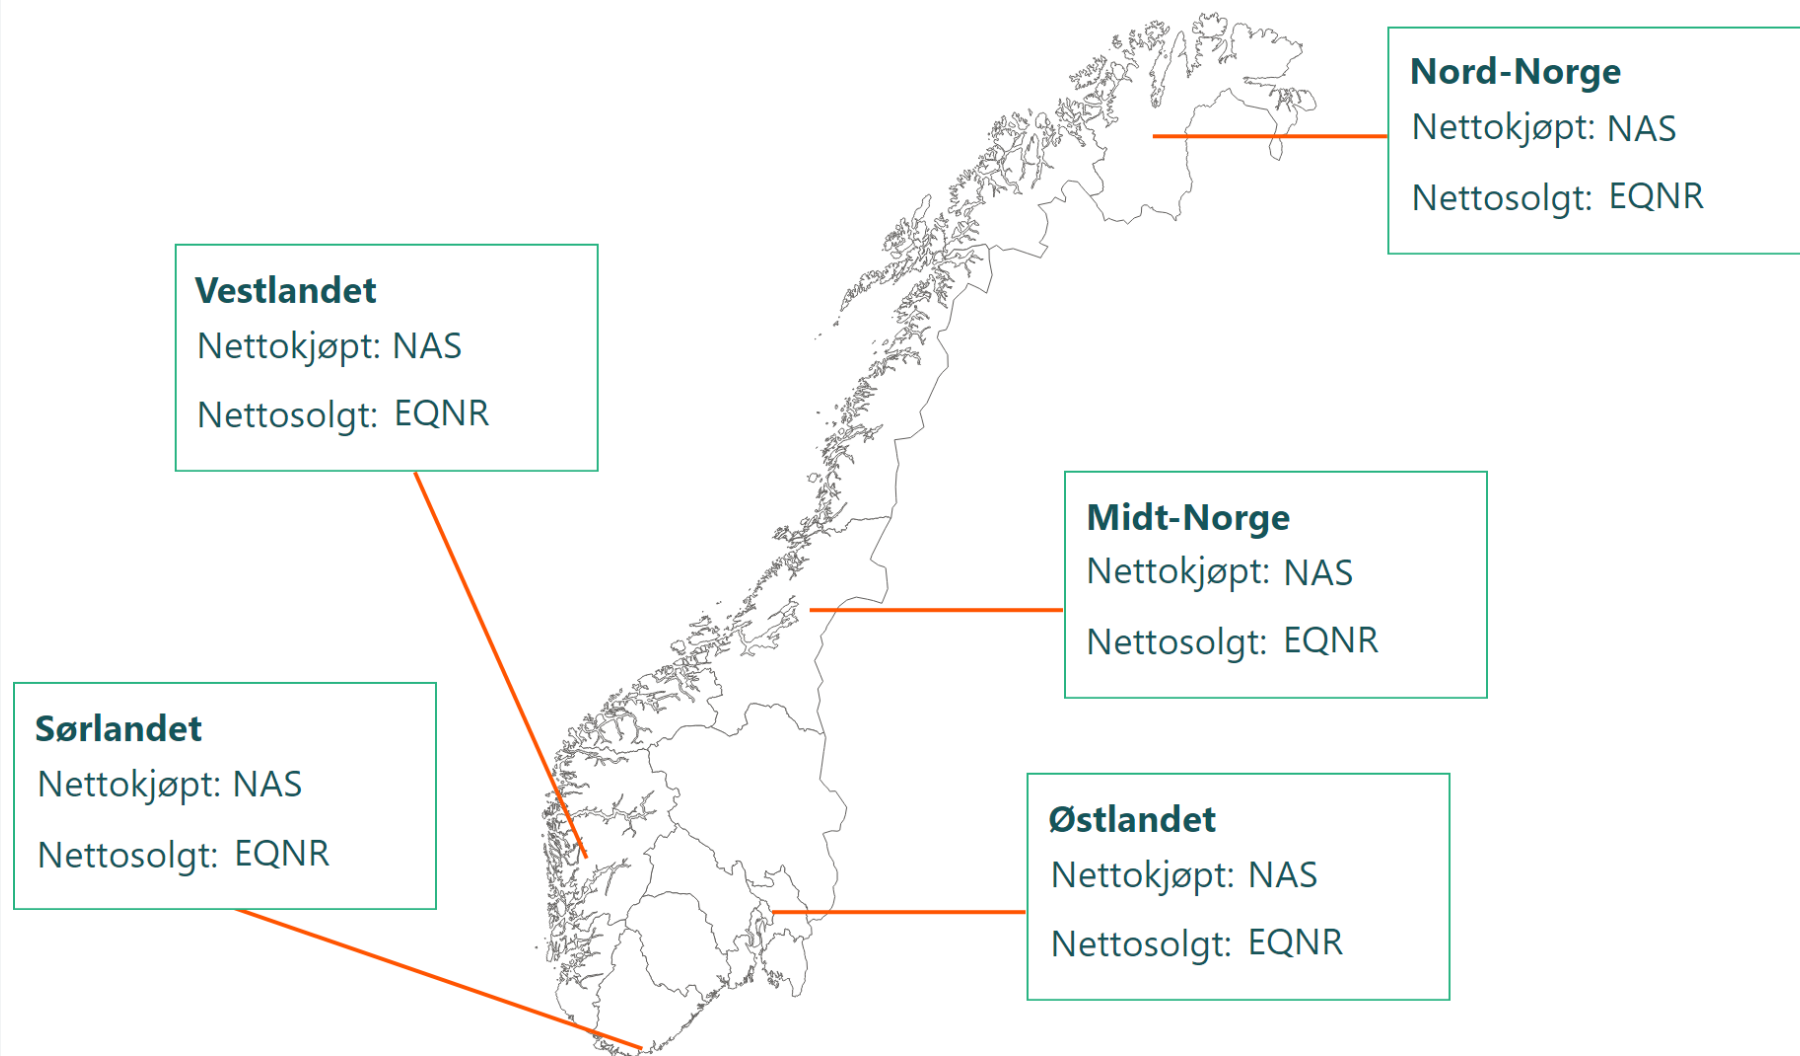 Nord-Norge
Nettokjøpt: NAS
Nettosolgt: EQNR
Vestlandet
Nettokjøpt: NAS
Nettosolgt: EQNR
Midt-Norge
Nettokjøpt: NAS
Nettosolgt: EQNR
Sørlandet
Nettokjøpt: NAS
Nettosolgt: EQNR
Østlandet
Nettokjøpt: NAS
Nettosolgt: EQNR